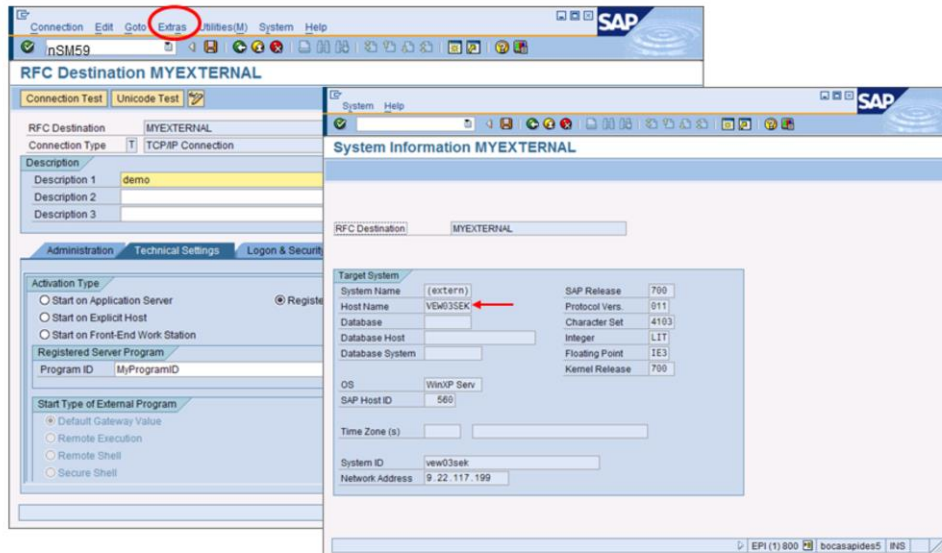 Connection Edit Goto Extras Utilities(M) System Help
SAP
nSM59
RFC Destination MYEXTERNAL
Connection Test Unicode Test
RFC Destination MYEXTERNAL
Connection Type T TCP/IP Connection
Description
Description 1 demo
Description 2
Description 3
Administration Technical Settings Logon & Security
Activation Type
Start on Application Server Registe
Start on Explicit Host
Start on Front-End Work Station
Registered Server Program
Program ID MyProgramID
Start Type of External Program
Default Gateway Value
Remote Execution
Remote Shell
Secure Shell
System Help
SAP
System Information MYEXTERNAL
RFC Destination MYEXTERNAL
Target System
System Name (extern) SAP Release 700
Host Name VEW03SEK Protocol Vers. 011
Database Character Set 4103
Database Host Integer LIT
Database System Floating Point IE3
Kernel Release 700
OS WinXP Serv
SAP Host ID 560
Time Zone (s)
System ID vew03sek
Network Address 9.22.117.199
EPI (1) 800 bocasapides5 INS